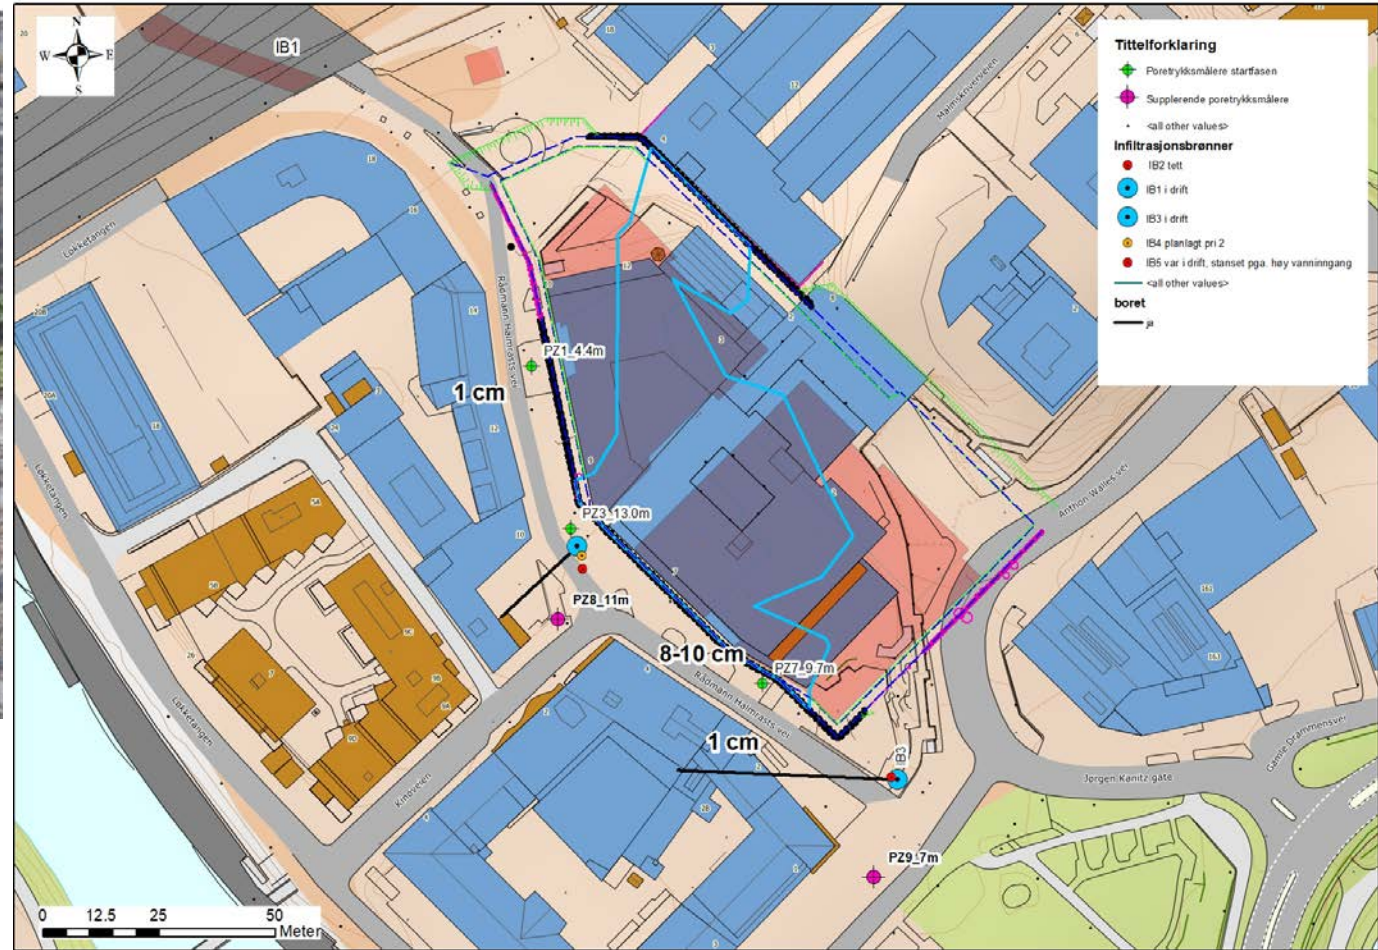 N
W E
S
IB1
Tittelforklaring
Poretrykksmålere startfasen
Supplerende poretrykksmålere
<all other values>
Infiltrasjonsbrønner
IB2 tett
IB1 i drift
IB3 i drift
IB4 planlagt pri 2
IB5 var i drift, stanset pga. høy vanninngang
<all other values>
boret
ja
Malmskriverveien
Løkketangen
Rådmann Halmrasts vei
PZ1_4.4m
1 cm
Anthon Walles vei
Løkketangen
PZ3_13.0m
PZ8_11m
8-10 cm
PZ7_9.7m
Rådmann Halmrasts vei
Løkketangen
1 cm
IB3
Kinoveien
Jørgen Kanitz gate
Gamle Drammensvei
PZ9_7m
0 12.5 25 50
Meter